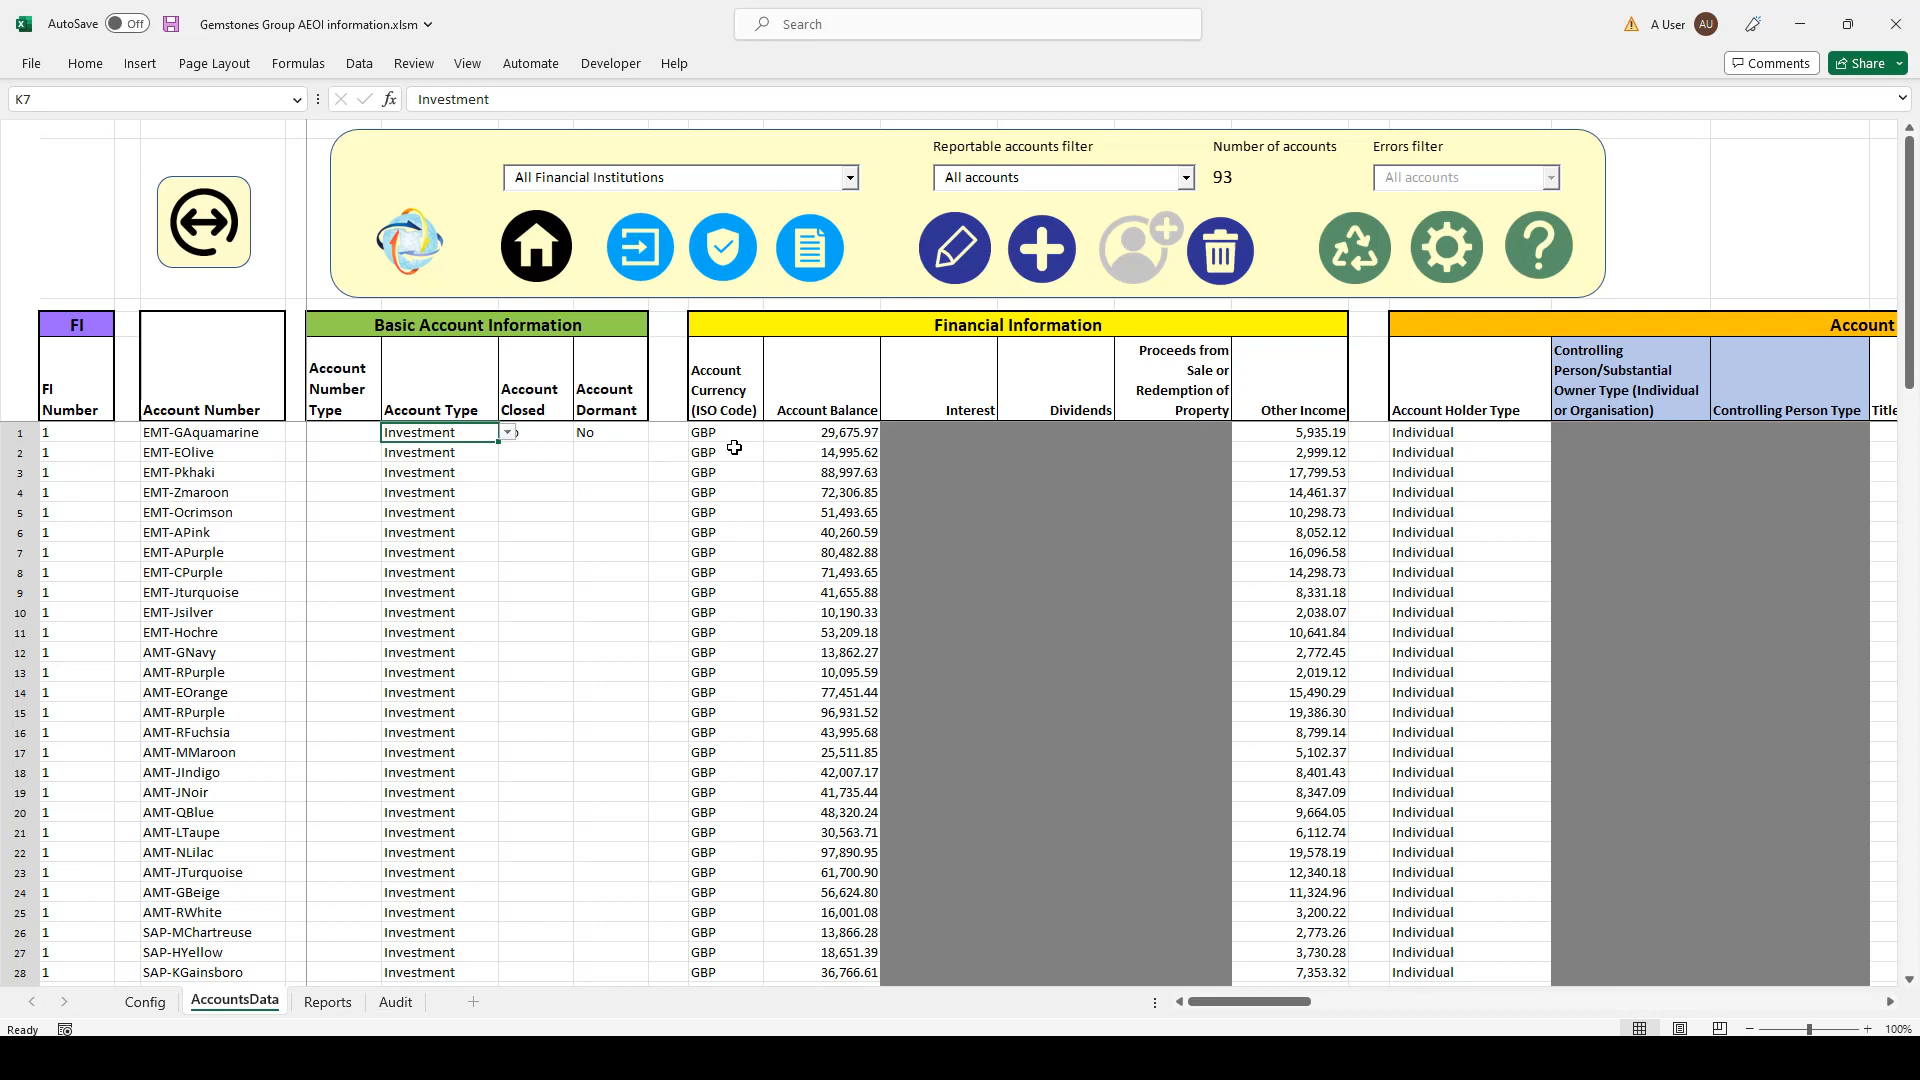 AutoSave Off Gemstones Group AEOI information.xlsm Search A User AU
File Home Insert Page Layout Formulas Data Review View Automate Developer Help Comments Share
K7 fx Investment
Reportable accounts filter Number of accounts Errors filter
All Financial Institutions All accounts 93 All accounts
FI Basic Account Information Financial Information Account
FI Number Account Number Account Number Type Account Type Account Closed Account Dormant Account Currency (ISO Code) Account Balance Interest Dividends Proceeds from Sale or Redemption of Property Other Income Account Holder Type Controlling Person/Substantial Owner Type (Individual or Organisation) Controlling Person Type Title
1 1 EMT-GAquamarine Investment No GBP 29,675.97 5,935.19 Individual
2 1 EMT-EOlive Investment GBP 14,995.62 2,999.12 Individual
3 1 EMT-Pkhaki Investment GBP 88,997.63 17,799.53 Individual
4 1 EMT-Zmaroon Investment GBP 72,306.85 14,461.37 Individual
5 1 EMT-Ocrimson Investment GBP 51,493.65 10,298.73 Individual
6 1 EMT-APink Investment GBP 40,260.59 8,052.12 Individual
7 1 EMT-APurple Investment GBP 80,482.88 16,096.58 Individual
8 1 EMT-CPurple Investment GBP 71,493.65 14,298.73 Individual
9 1 EMT-Jturquoise Investment GBP 41,655.88 8,331.18 Individual
10 1 EMT-Jsilver Investment GBP 10,190.33 2,038.07 Individual
11 1 EMT-Hochre Investment GBP 53,209.18 10,641.84 Individual
12 1 AMT-GNavy Investment GBP 13,862.27 2,772.45 Individual
13 1 AMT-RPurple Investment GBP 10,095.59 2,019.12 Individual
14 1 AMT-EOrange Investment GBP 77,451.44 15,490.29 Individual
15 1 AMT-RPurple Investment GBP 96,931.52 19,386.30 Individual
16 1 AMT-RFuchsia Investment GBP 43,995.68 8,799.14 Individual
17 1 AMT-MMaroon Investment GBP 25,511.85 5,102.37 Individual
18 1 AMT-JIndigo Investment GBP 42,007.17 8,401.43 Individual
19 1 AMT-JNoir Investment GBP 41,735.44 8,347.09 Individual
20 1 AMT-QBlue Investment GBP 48,320.24 9,664.05 Individual
21 1 AMT-LTaupe Investment GBP 30,563.71 6,112.74 Individual
22 1 AMT-NLilac Investment GBP 97,890.95 19,578.19 Individual
23 1 AMT-JTurquoise Investment GBP 61,700.90 12,340.18 Individual
24 1 AMT-GBeige Investment GBP 56,624.80 11,324.96 Individual
25 1 AMT-RWhite Investment GBP 16,001.08 3,200.22 Individual
26 1 SAP-MChartreuse Investment GBP 13,866.28 2,773.26 Individual
27 1 SAP-HYellow Investment GBP 18,651.39 3,730.28 Individual
28 1 SAP-KGainsboro Investment GBP 36,766.61 7,353.32 Individual
Config AccountsData Reports Audit
Ready 100%